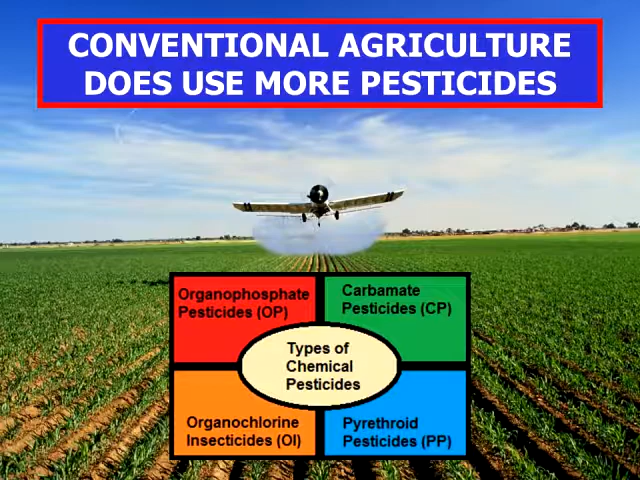 CONVENTIONAL AGRICULTURE
DOES USE MORE PESTICIDES
Organophosphate
Pesticides (OP)
Carbamate
Pesticides (CP)
Types of
Chemical
Pesticides
Organochlorine
Insecticides (OI)
Pyrethroid
Pesticides (PP)